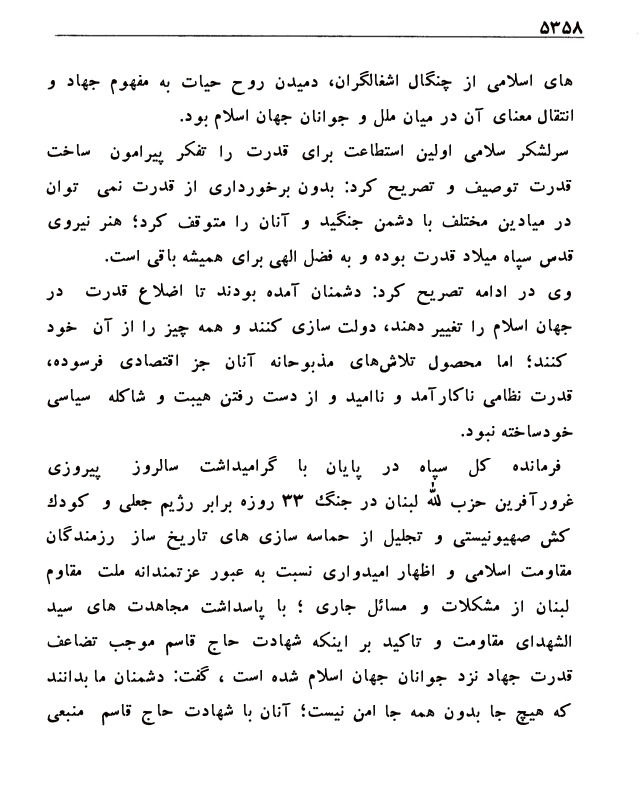 ۵۳۵۸
های اسلامی از چنگال اشغالگران، دمیدن روح حیات به مفهوم جهاد و
انتقال معنای آن در میان ملل و جوانان جهان اسلام بود.
سرلشکر سلامی اولین استطاعت برای قدرت را تفکر پیرامون ساخت
قدرت توصیف و تصریح کرد: بدون برخورداری از قدرت نمی توان
در میادین مختلف با دشمن جنگید و آنان را متوقف کرد؛ هنر نیروی
قدس سپاه میلاد قدرت بوده و به فضل الهی برای همیشه باقی است.
وی در ادامه تصریح کرد: دشمنان آمده بودند تا اضلاع قدرت در
جهان اسلام را تغییر دهند، دولت سازی کنند و همه چیز را از آن خود
کنند؛ اما محصول تلاش‌های مذبوحانه آنان جز اقتصادی فرسوده،
قدرت نظامی ناکارآمد و ناامید و از دست رفتن هیبت و شاکله سیاسی
خودساخته نبود.
فرمانده کل سپاه در پایان با گرامیداشت سالروز پیروزی
غرورآفرین حزب لله لبنان در جنگ ۳۳ روزه برابر رژیم جعلی و کودك
کش صهیونیستی و تجلیل از حماسه سازی های تاریخ ساز رزمندگان
مقاومت اسلامی و اظهار امیدواری نسبت به عبور عزتمندانه ملت مقاوم
لبنان از مشکلات و مسائل جاری ؛ با پاسداشت مجاهدت های سید
الشهدای مقاومت و تاکید بر اینکه شهادت حاج قاسم موجب تضاعف
قدرت جهاد نزد جوانان جهان اسلام شده است ، گفت: دشمنان ما بدانند
که هیچ جا بدون همه جا امن نیست؛ آنان با شهادت حاج قاسم منبعی